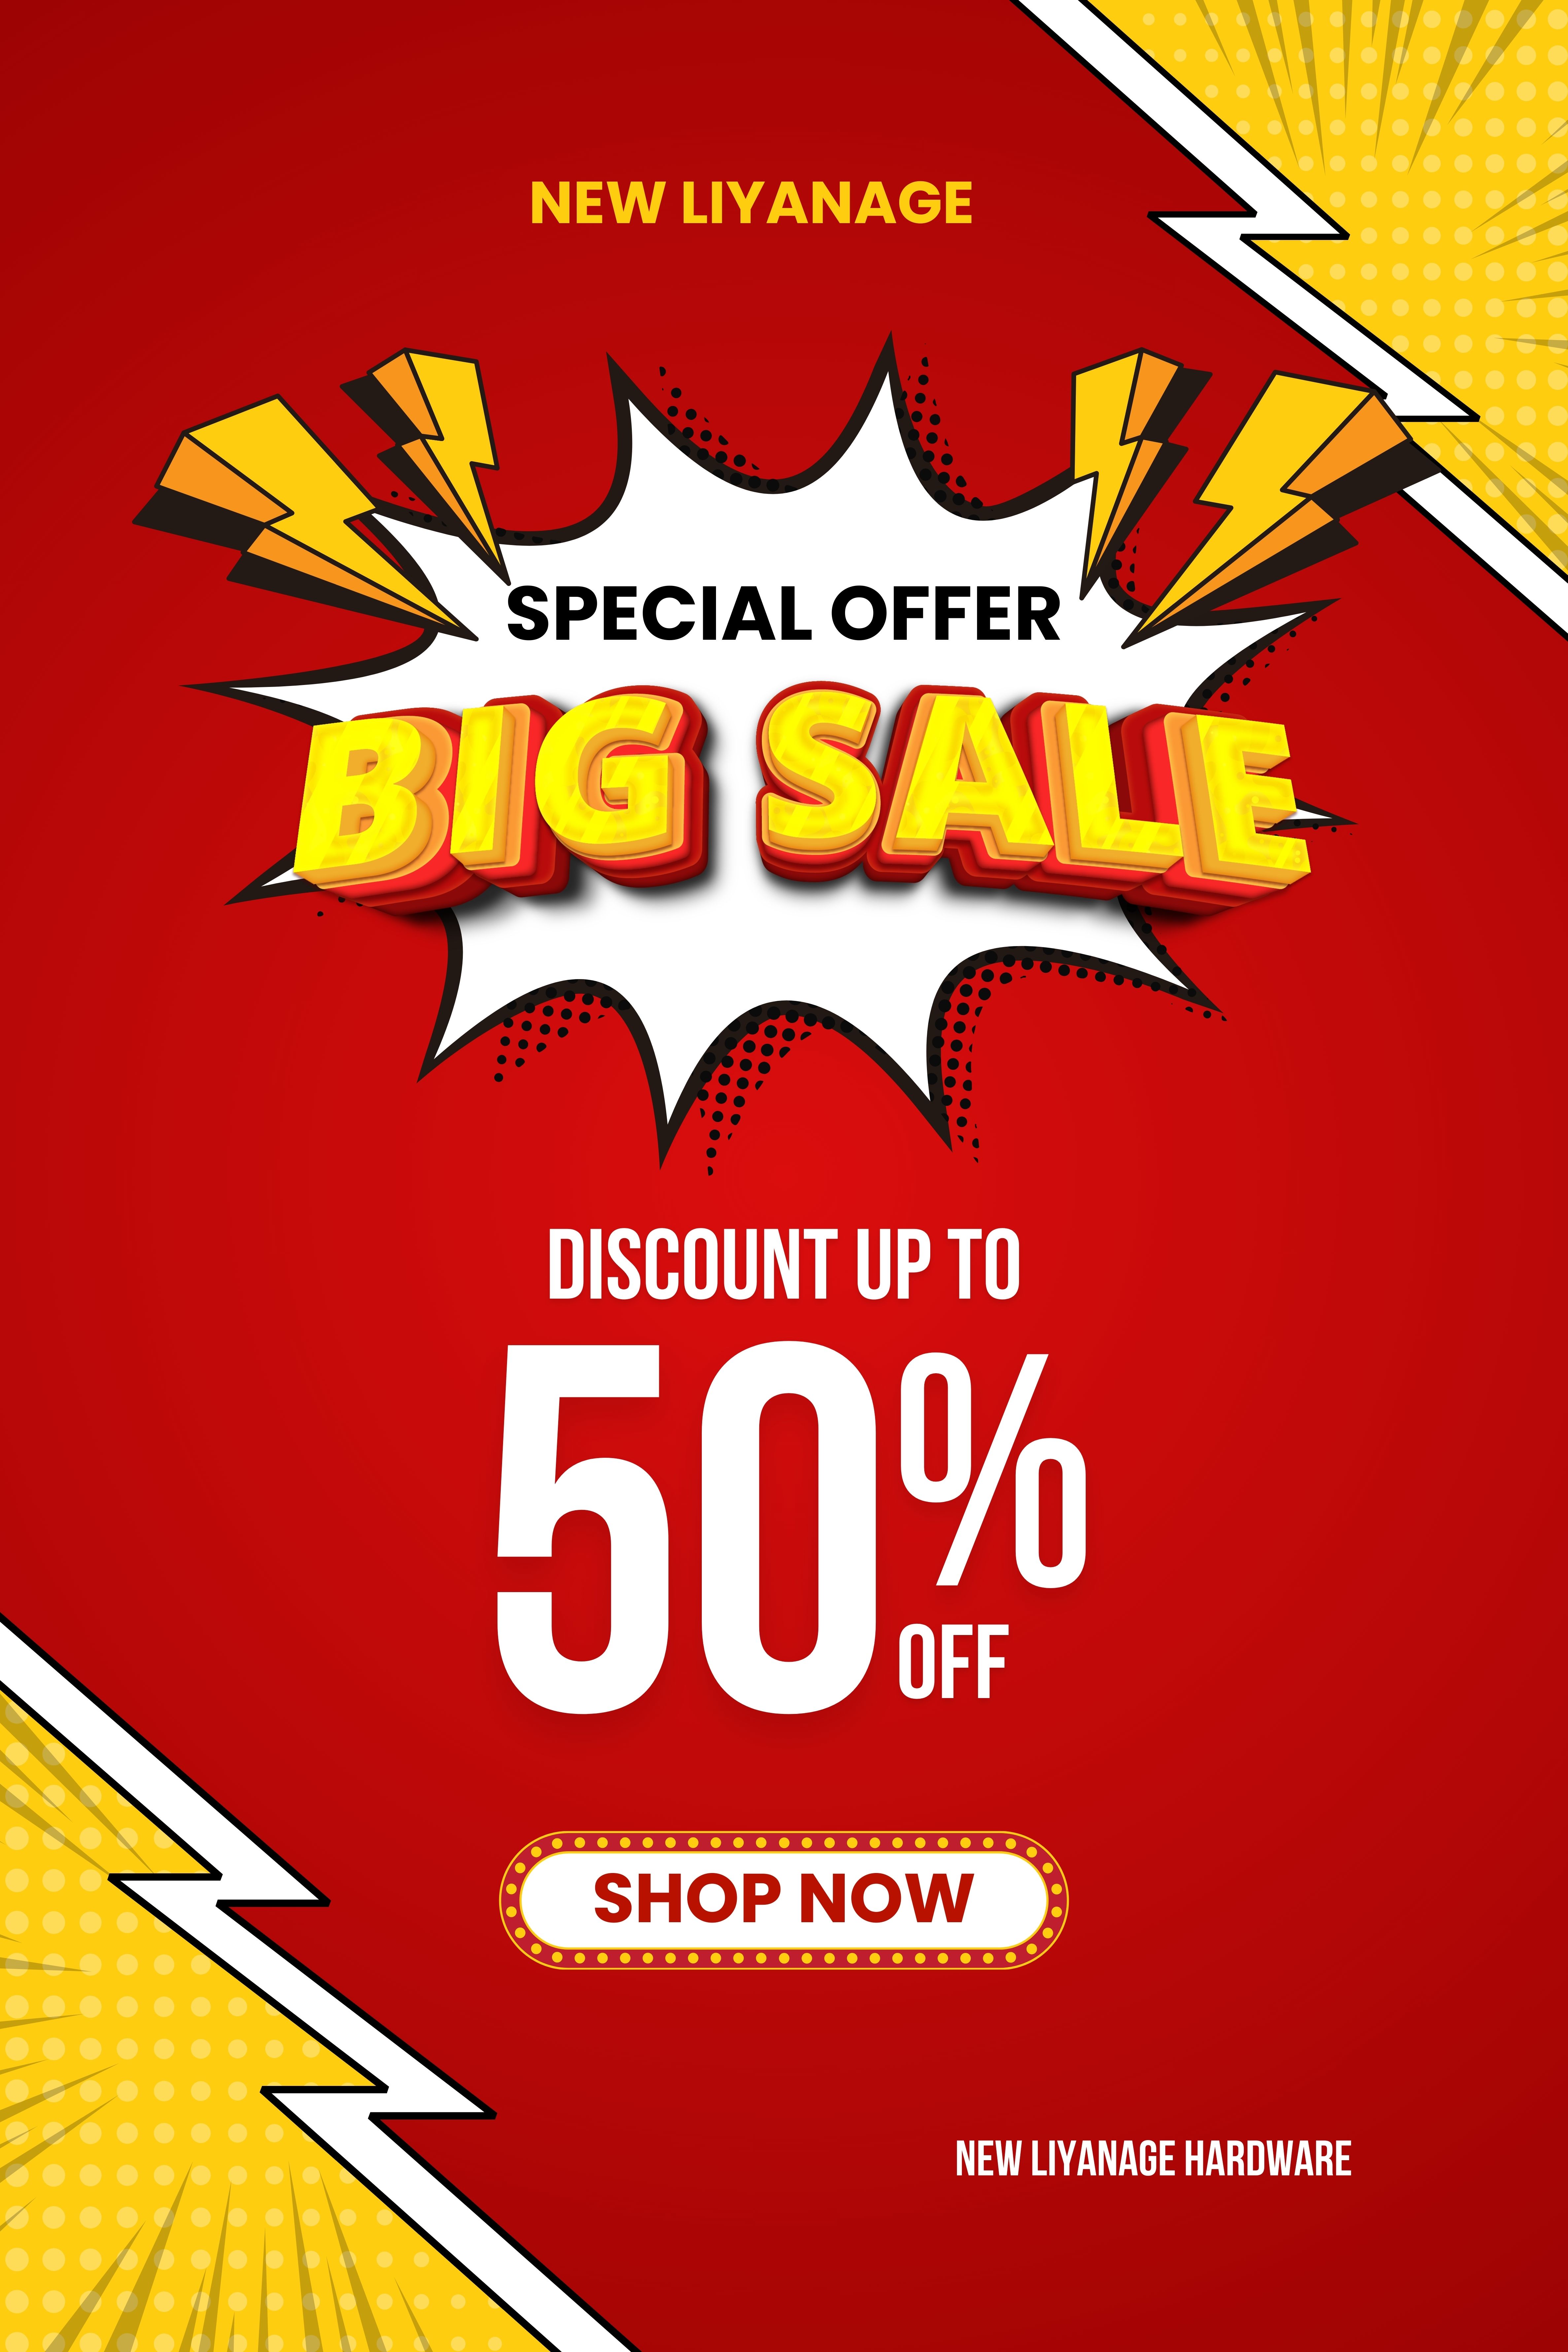 NEW LIYANAGE
SPECIAL OFFER
BIG SALE
DISCOUNT UP TO
50%
OFF
SHOP NOW
NEW LIYANAGE HARDWARE